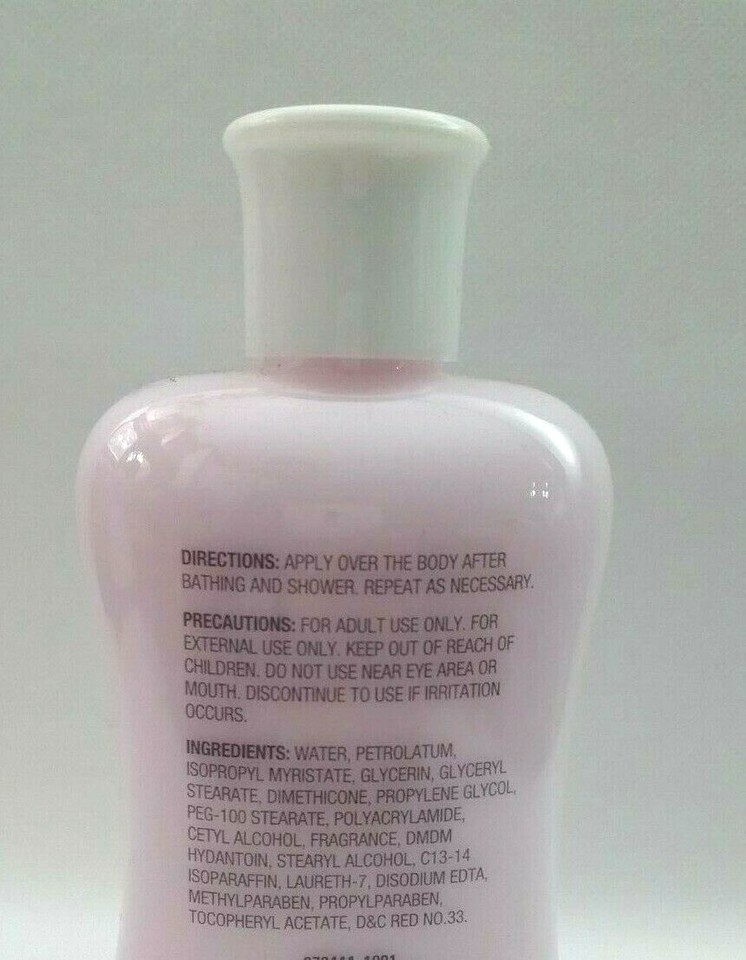 DIRECTIONS: APPLY OVER THE BODY AFTER
BATHING AND SHOWER. REPEAT AS NECESSARY.
PRECAUTIONS: FOR ADULT USE ONLY. FOR
EXTERNAL USE ONLY. KEEP OUT OF REACH OF
CHILDREN. DO NOT USE NEAR EYE AREA OR
MOUTH. DISCONTINUE TO USE IF IRRITATION
OCCURS.
INGREDIENTS: WATER, PETROLATUM,
ISOPROPYL MYRISTATE, GLYCERIN, GLYCERYL
STEARATE, DIMETHICONE, PROPYLENE GLYCOL,
PEG-100 STEARATE, POLYACRYLAMIDE,
CETYL ALCOHOL, FRAGRANCE, DMDM
HYDANTOIN, STEARYL ALCOHOL, C13-14
ISOPARAFFIN, LAURETH-7, DISODIUM EDTA,
METHYLPARABEN, PROPYLPARABEN,
TOCOPHERYL ACETATE, D&C RED NO.33.